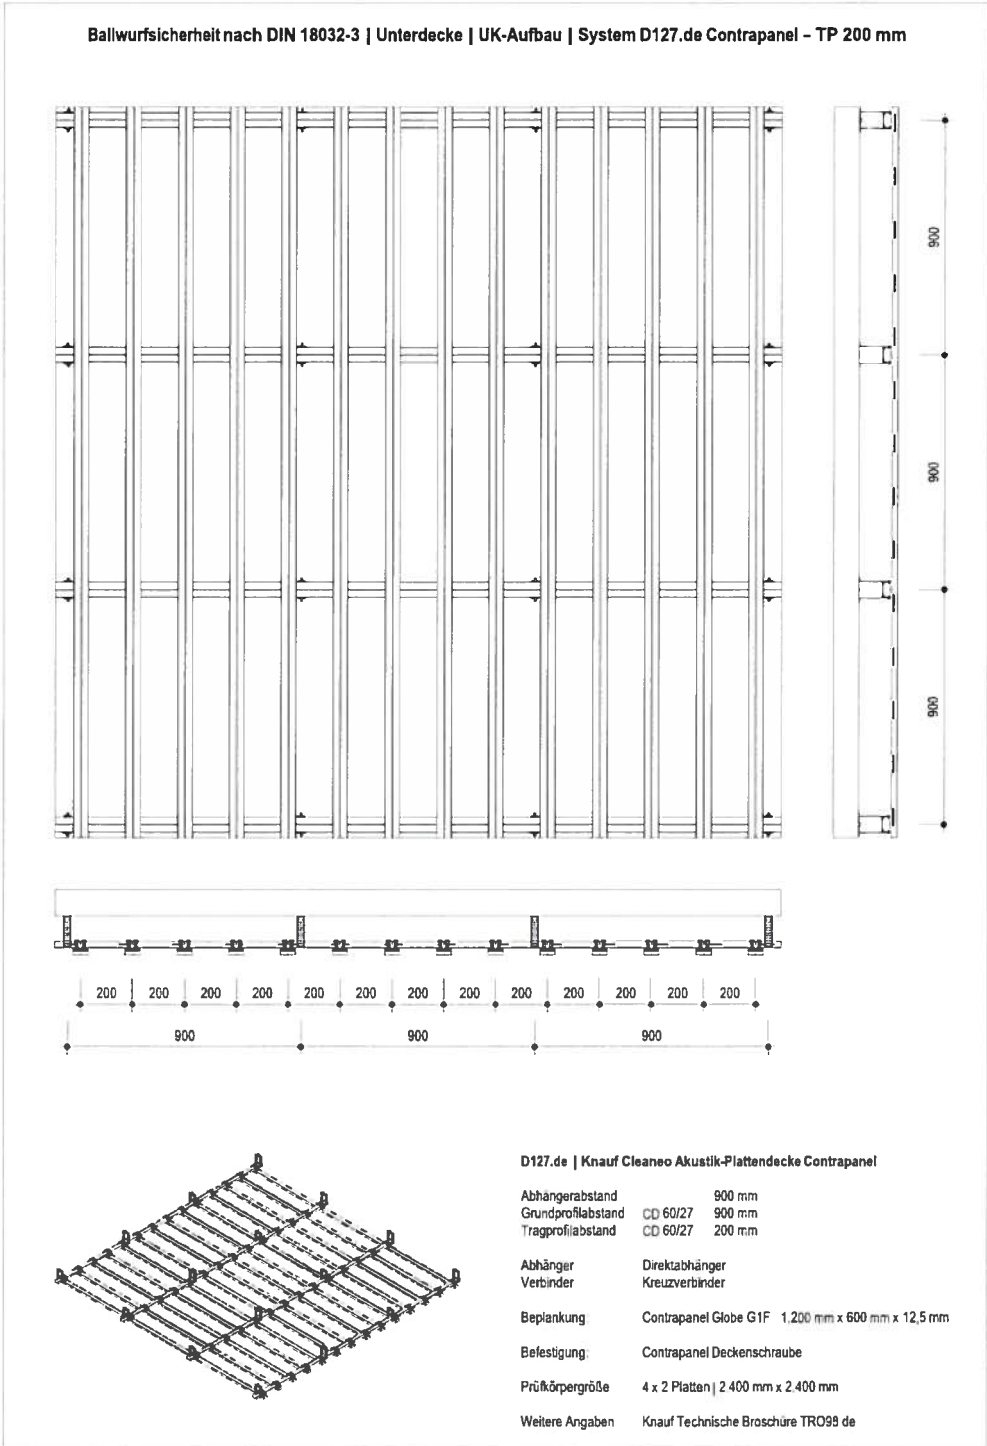 Ballwurfsicherheit nach DIN 18032-3 | Unterdecke | UK-Aufbau | System D127.de Contrapanel – TP 200 mm
900
900
900
200 200 200 200 200 200 200 200 200 200 200 200 200
900 900 900
D127.de | Knauf Cleaneo Akustik-Plattendecke Contrapanel
Abhängerabstand 900 mm
Grundprofilabstand CD 60/27 900 mm
Tragprofilabstand CD 60/27 200 mm
Abhänger Direktabhänger
Verbinder Kreuzverbinder
Beplankung Contrapanel Globe G1F 1.200 mm x 600 mm x 12,5 mm
Befestigung Contrapanel Deckenschraube
Prüfkörpergröße 4 x 2 Platten | 2.400 mm x 2.400 mm
Weitere Angaben Knauf Technische Broschüre TRO98 de